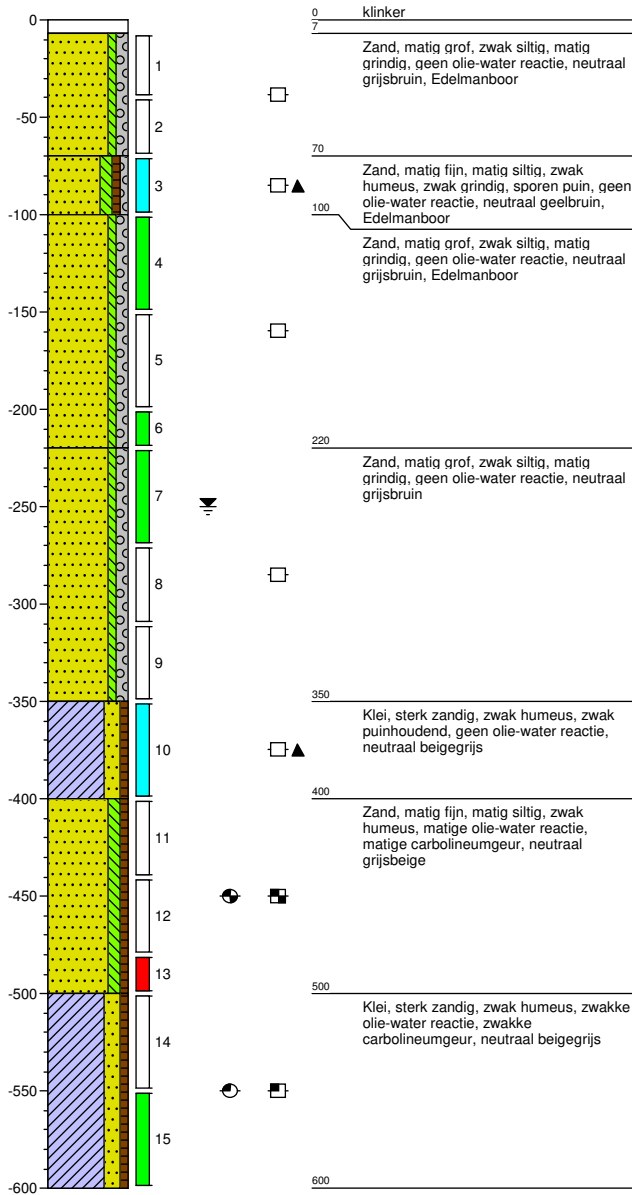 0
-50
-100
-150
-200
-250
-300
-350
-400
-450
-500
-550
-600
1
2
3
4
5
6
7
8
9
10
11
12
13
14
15
0
klinker
7
Zand, matig grof, zwak siltig, matig
grindig, geen olie-water reactie, neutraal
grijsbruin, Edelmanboor
70
Zand, matig fijn, matig siltig, zwak
humeus, zwak grindig, sporen puin, geen
olie-water reactie, neutraal geelbruin,
Edelmanboor
100
Zand, matig grof, zwak siltig, matig
grindig, geen olie-water reactie, neutraal
grijsbruin, Edelmanboor
220
Zand, matig grof, zwak siltig, matig
grindig, geen olie-water reactie, neutraal
grijsbruin
350
Klei, sterk zandig, zwak humeus, zwak
puinhoudend, geen olie-water reactie,
neutraal beigegrijs
400
Zand, matig fijn, matig siltig, zwak
humeus, matige olie-water reactie,
matige carbolineumgeur, neutraal
grijsbeige
500
Klei, sterk zandig, zwak humeus, zwakke
olie-water reactie, zwakke
carbolineumgeur, neutraal beigegrijs
600